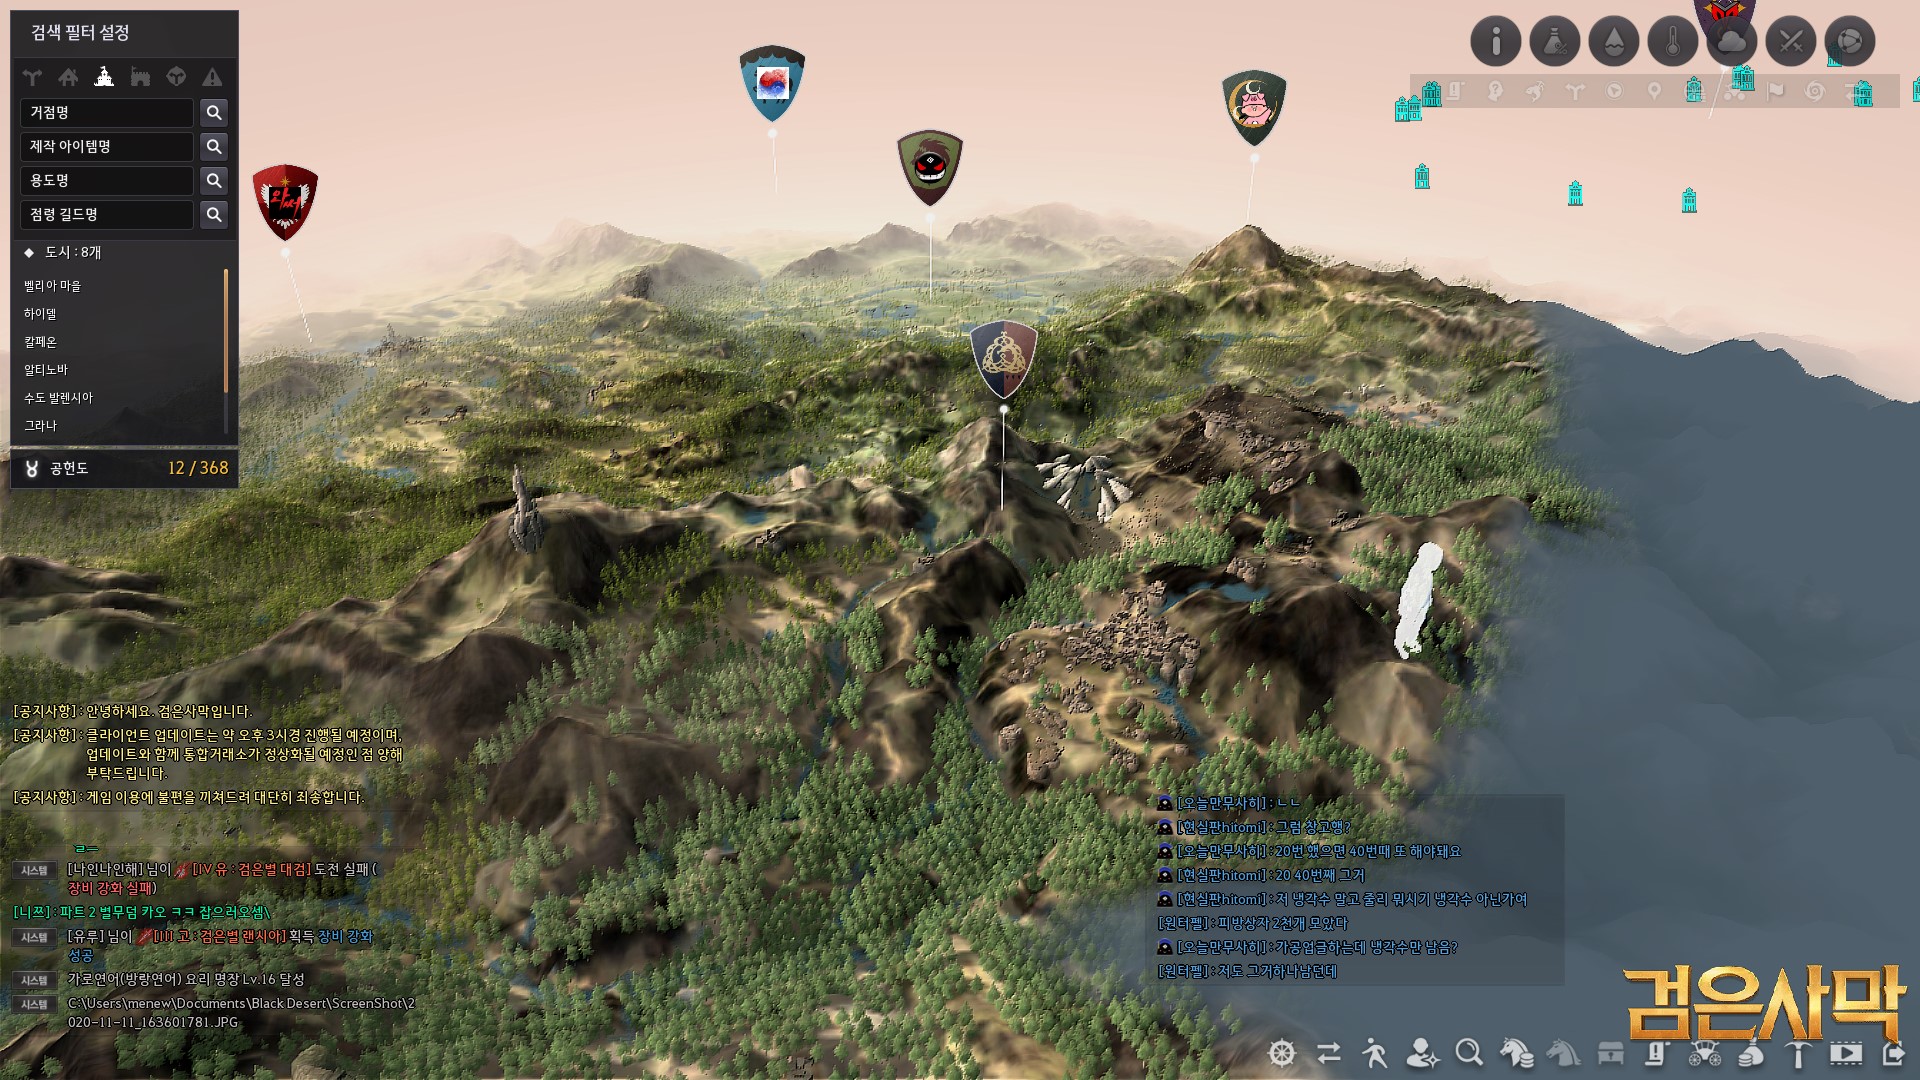 검색 필터 설정
거점명
제작 아이템명
용도명
점령 길드명
도시 : 8개
벨리아 마을
하이델
칼페온
알티노바
수도 발렌시아
그라나
공헌도 12 / 368
와써
[공지사항] : 안녕하세요. 검은사막입니다.
[공지사항] : 클라이언트 업데이트는 약 오후 3시경 진행될 예정이며,
업데이트와 함께 통합거래소가 정상화될 예정인 점 양해
부탁드립니다.
[공지사항] : 게임 이용에 불편을 끼쳐드려 대단히 죄송합니다.
ㄹㅡ
시스템 [나인나인해] 님이 [IV 유 : 검은별 대검] 도전 실패 (
장비 강화 실패)
[니쯔] : 파트 2 별무덤 카오 ㅋㅋ 잡으러오셈\
시스템 [유루] 님이 [III 고 : 검은별 랜시아] 획득 장비 강화
성공
시스템 가로연어(방랑연어) 요리 명장 Lv.16 달성
시스템 C:\Users\menew\Documents\Black Desert\ScreenShot\2
020-11-11_163601781.JPG
[오늘만무사히] : ㄴㄴ
[현실판hitomi] : 그럼 창고행?
[오늘만무사히] : 20번 했으면 40번때 또 해야돼요
[현실판hitomi] : 20 40번째 그거
[현실판hitomi] : 저 냉각수 말고 줄리 뭐시기 냉각수 아닌가여
[윈터펠] : 피방상자 2천개 모았다
[오늘만무사히] : 가공업글하는데 냉각수만 남음?
[윈터펠] : 저도 그거하나남던데
검은사막